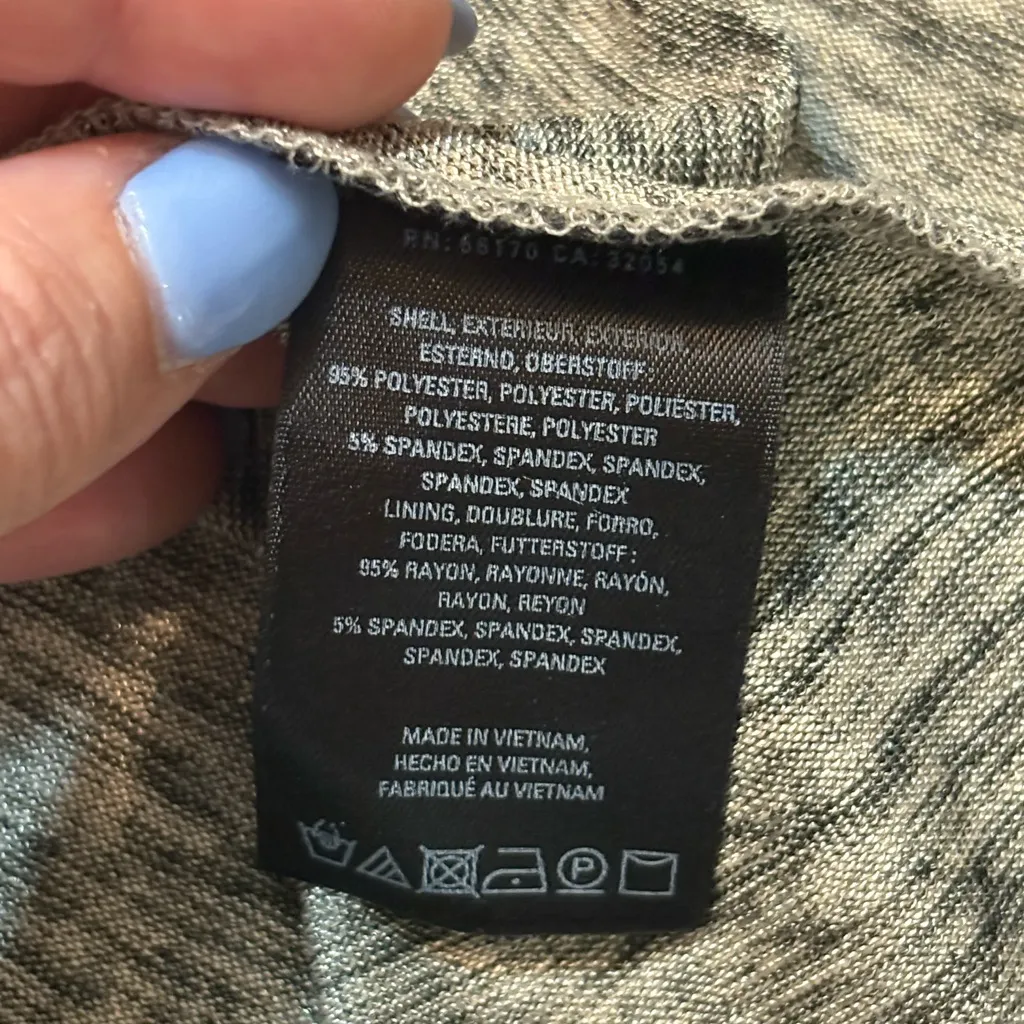 RN: 66170 CA: 32054
SHELL, EXTERIEUR, EXTERIOR,
ESTERNO, OBERSTOFF:
95% POLYESTER, POLYESTER, POLIESTER,
POLYESTERE, POLYESTER
5% SPANDEX, SPANDEX, SPANDEX,
SPANDEX, SPANDEX
LINING, DOUBLURE, FORRO,
FODERA, FUTTERSTOFF:
95% RAYON, RAYONNE, RAYÓN,
RAYON, REYON
5% SPANDEX, SPANDEX, SPANDEX,
SPANDEX, SPANDEX
MADE IN VIETNAM,
HECHO EN VIETNAM,
FABRIQUÉ AU VIETNAM
P